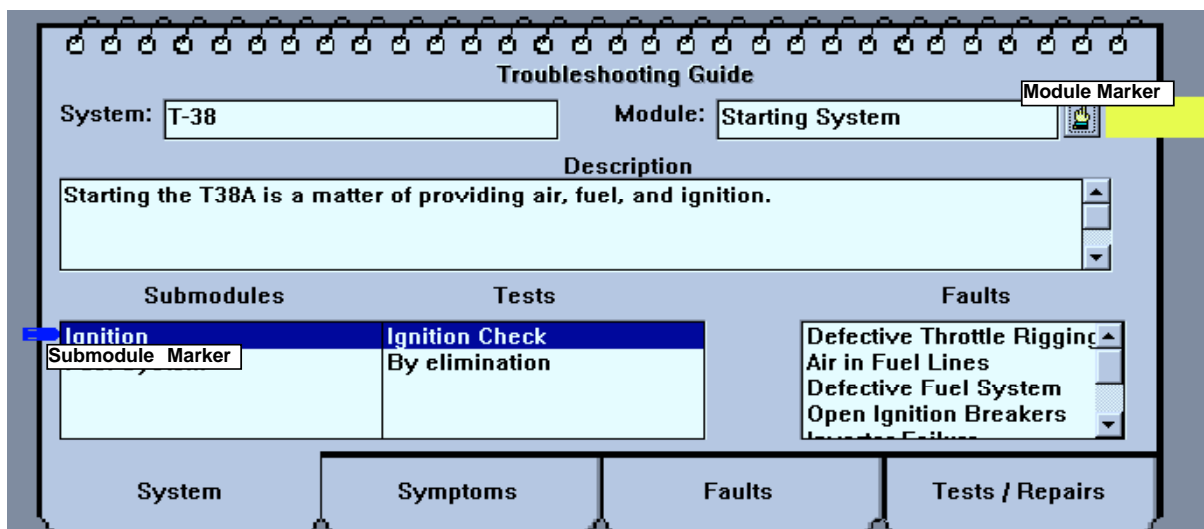 Troubleshooting Guide
Module Marker
System: T-38 Module: Starting System
Description
Starting the T38A is a matter of providing air, fuel, and ignition.
Submodules Tests Faults
Ignition Ignition Check Defective Throttle Rigging
Submodule Marker
By elimination Air in Fuel Lines
Defective Fuel System
Open Ignition Breakers
System Symptoms Faults Tests / Repairs